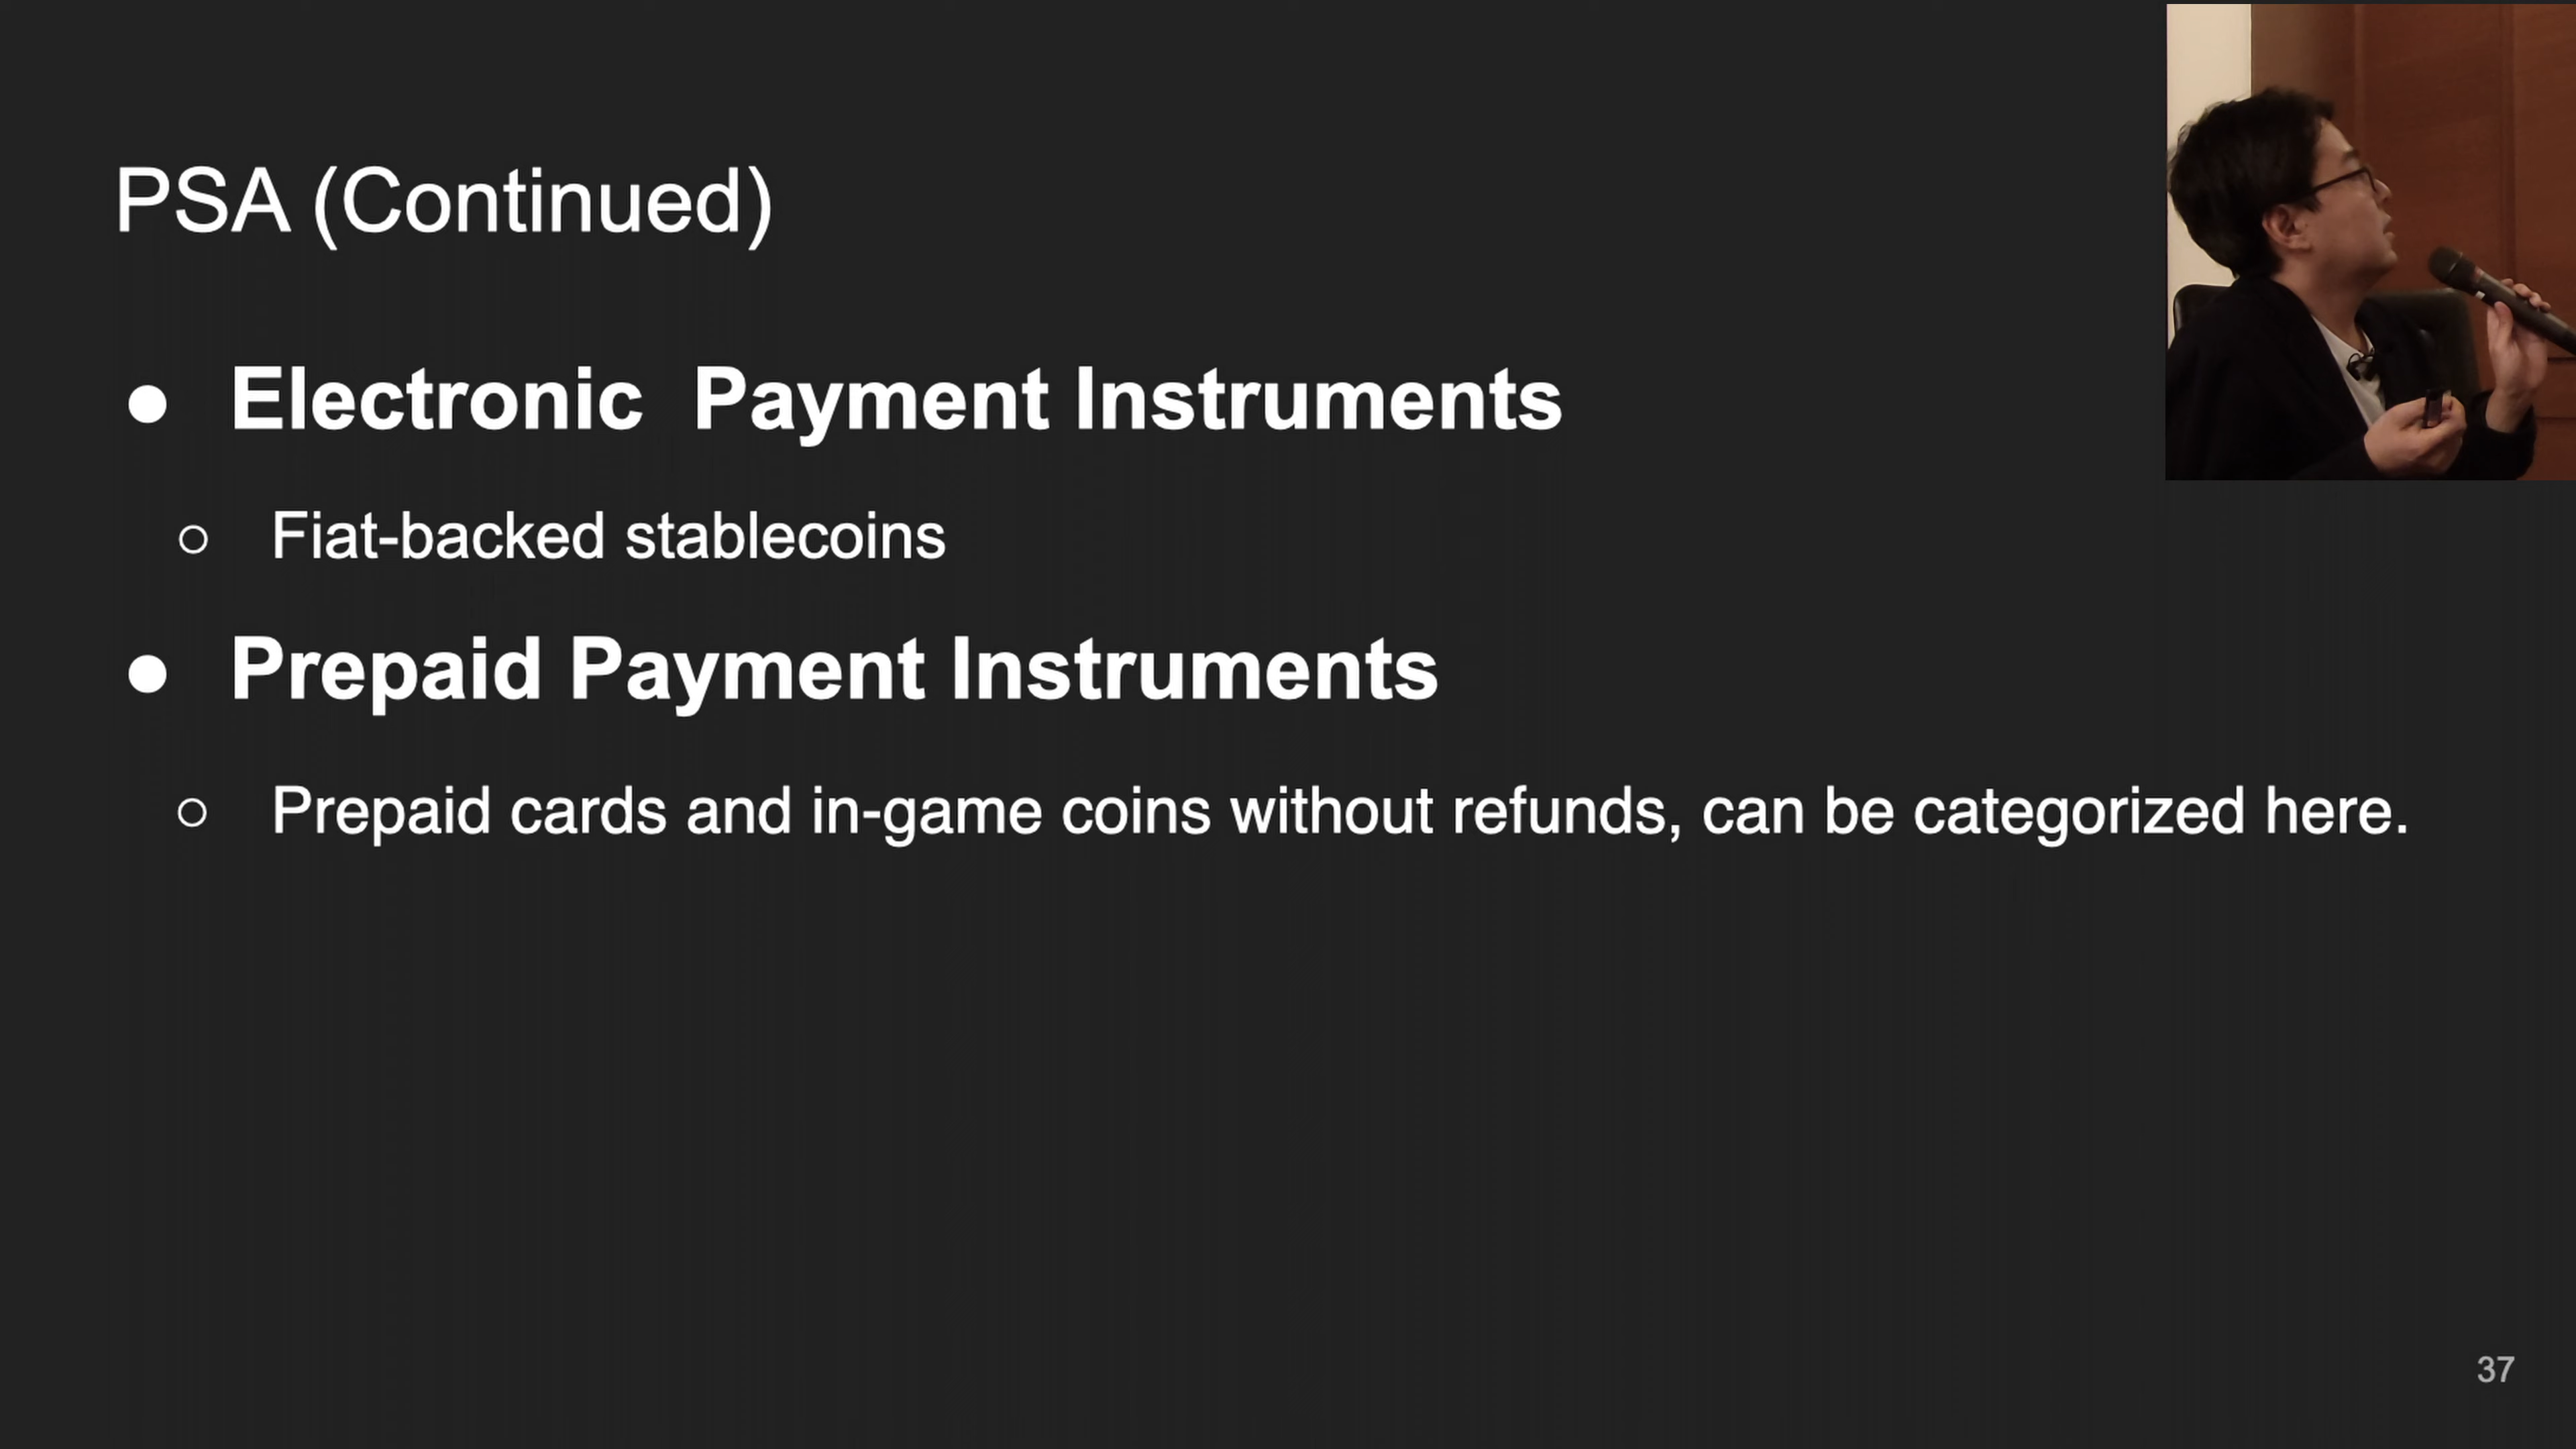 PSA (Continued)
● Electronic  Payment Instruments
○ Fiat-backed stablecoins
● Prepaid Payment Instruments
○ Prepaid cards and in-game coins without refunds, can be categorized here.
37